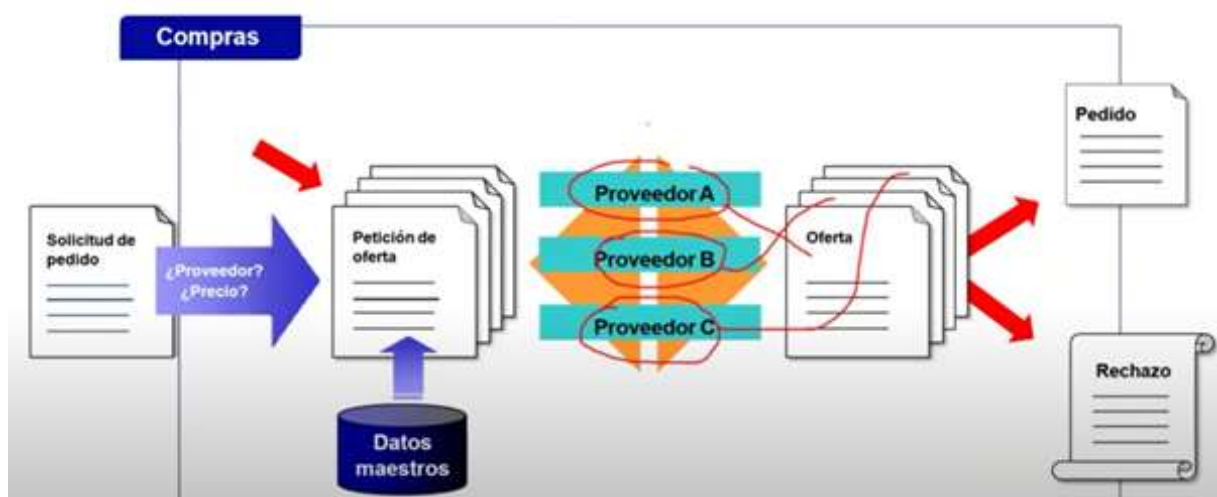 Compras
Solicitud de
pedido
¿Proveedor?
¿Precio?
Petición de
oferta
Datos
maestros
Proveedor A
Proveedor B
Proveedor C
Oferta
Pedido
Rechazo